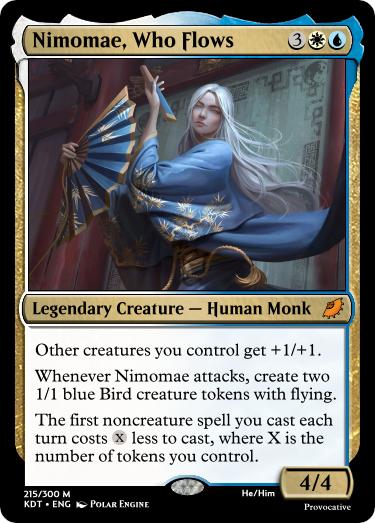 Nimomae, Who Flows 3
Legendary Creature — Human Monk
Other creatures you control get +1/+1.
Whenever Nimomae attacks, create two
1/1 blue Bird creature tokens with flying.
The first noncreature spell you cast each
turn costs X less to cast, where X is the
number of tokens you control.
4/4
215/300 M
KDT • ENG Polar Engine
He/Him
Provocative